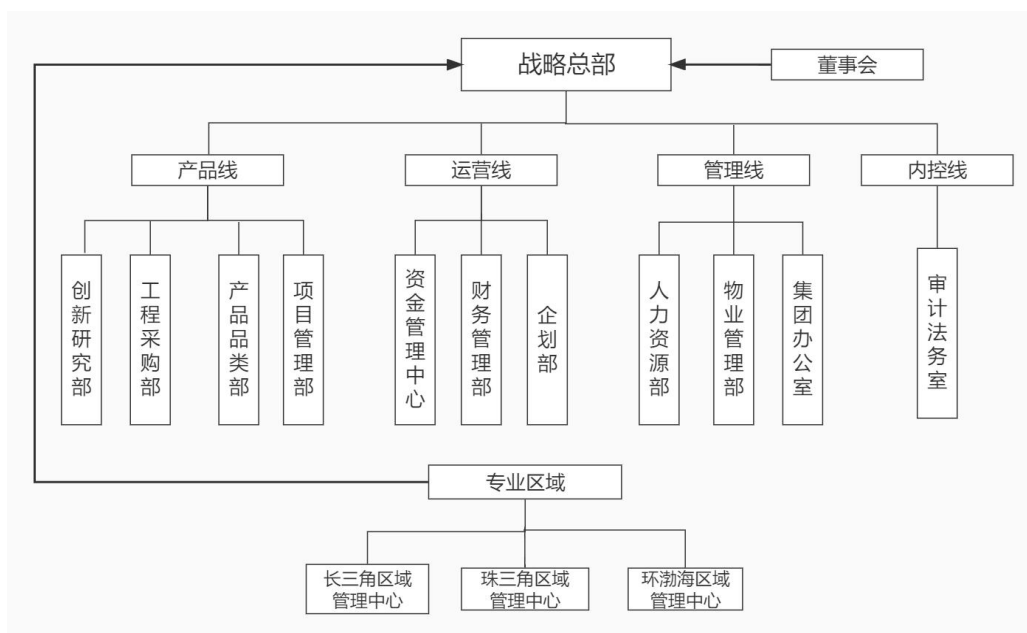 战略总部
董事会
产品线
运营线
管理线
内控线
创新研究部
工程采购部
产品品类部
项目管理部
资金管理中心
财务管理部
企划部
人力资源部
物业管理部
集团办公室
审计法务室
专业区域
长三角区域
管理中心
珠三角区域
管理中心
环渤海区域
管理中心